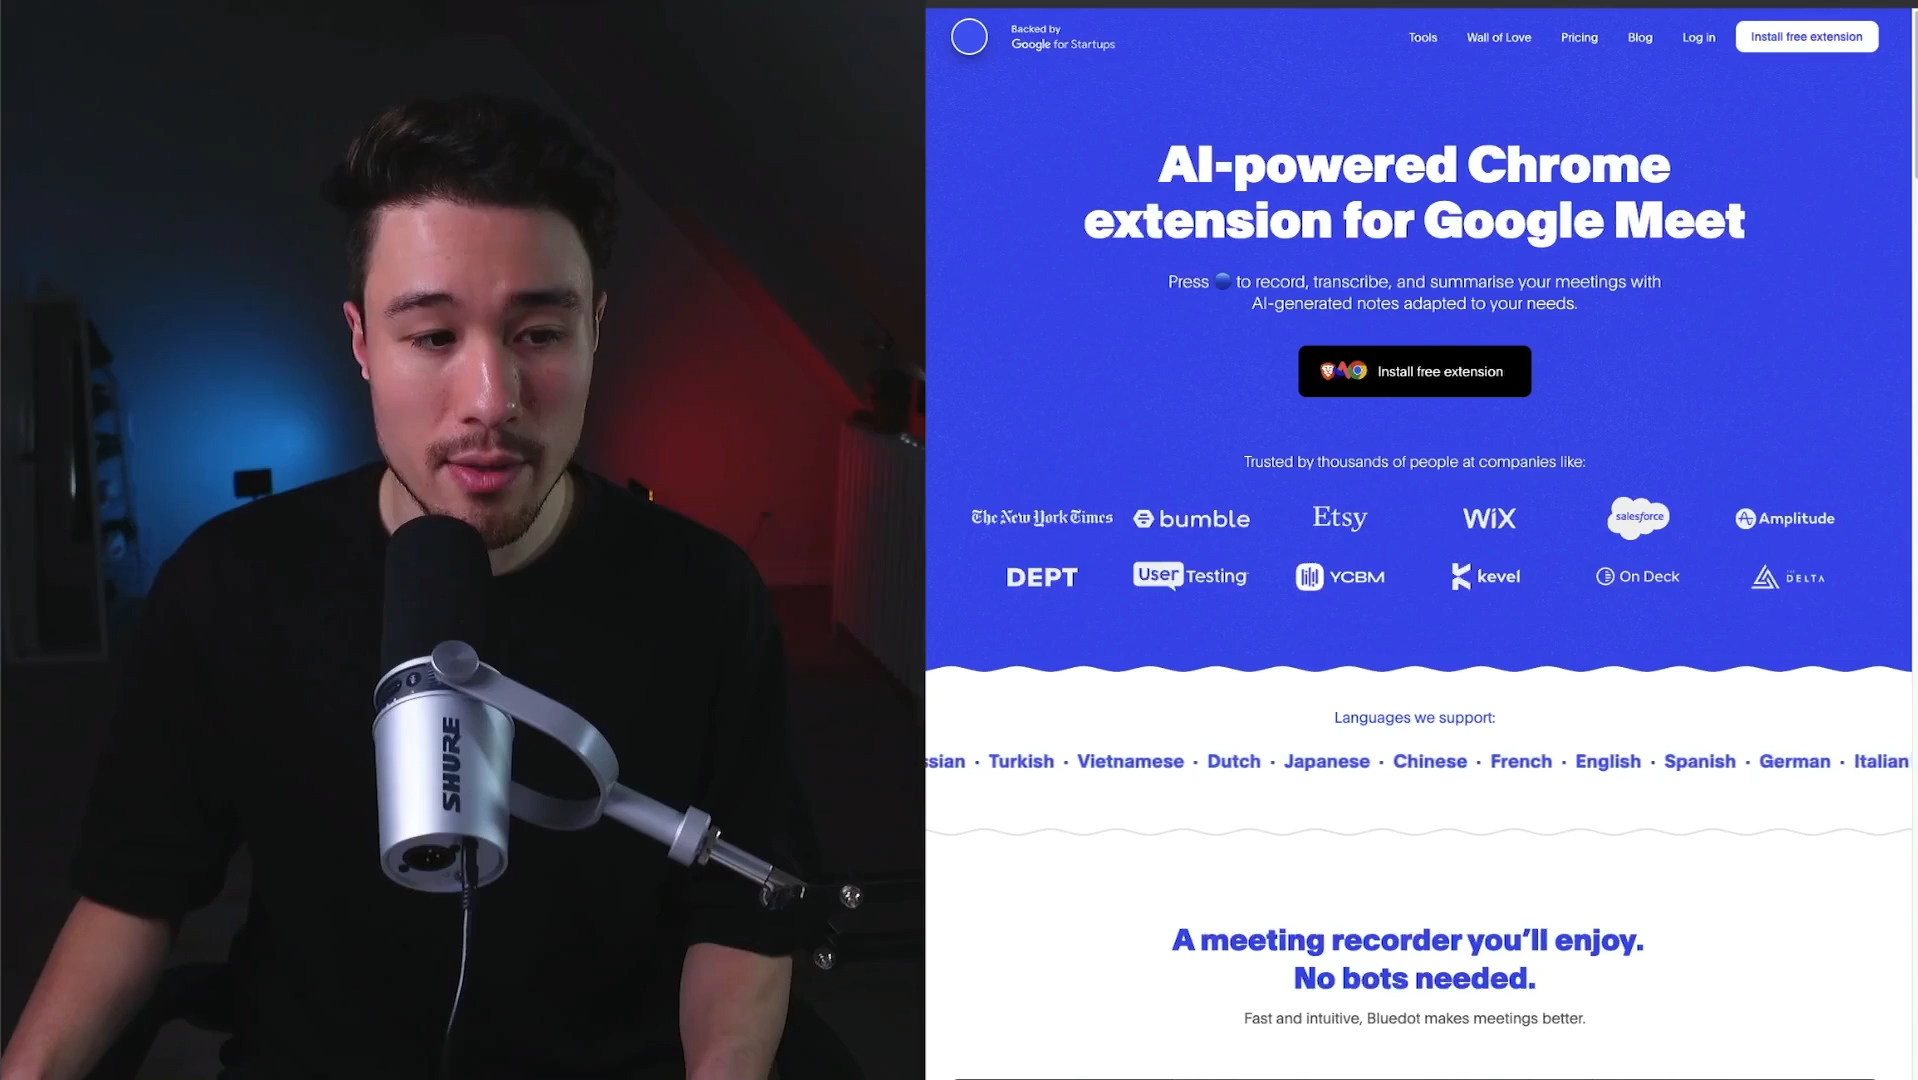 Backed by
Google for Startups
Tools
Wall of Love
Pricing
Blog
Log in
Install free extension
AI-powered Chrome
extension for Google Meet
Press to record, transcribe, and summarise your meetings with
AI-generated notes adapted to your needs.
Install free extension
Trusted by thousands of people at companies like:
The New York Times
bumble
Etsy
WiX
salesforce
Amplitude
DEPT
UserTesting
YCBM
kevel
On Deck
THE DELTA
Languages we support:
ssian · Turkish · Vietnamese · Dutch · Japanese · Chinese · French · English · Spanish · German · Italian
A meeting recorder you’ll enjoy.
No bots needed.
Fast and intuitive, Bluedot makes meetings better.
SHURE